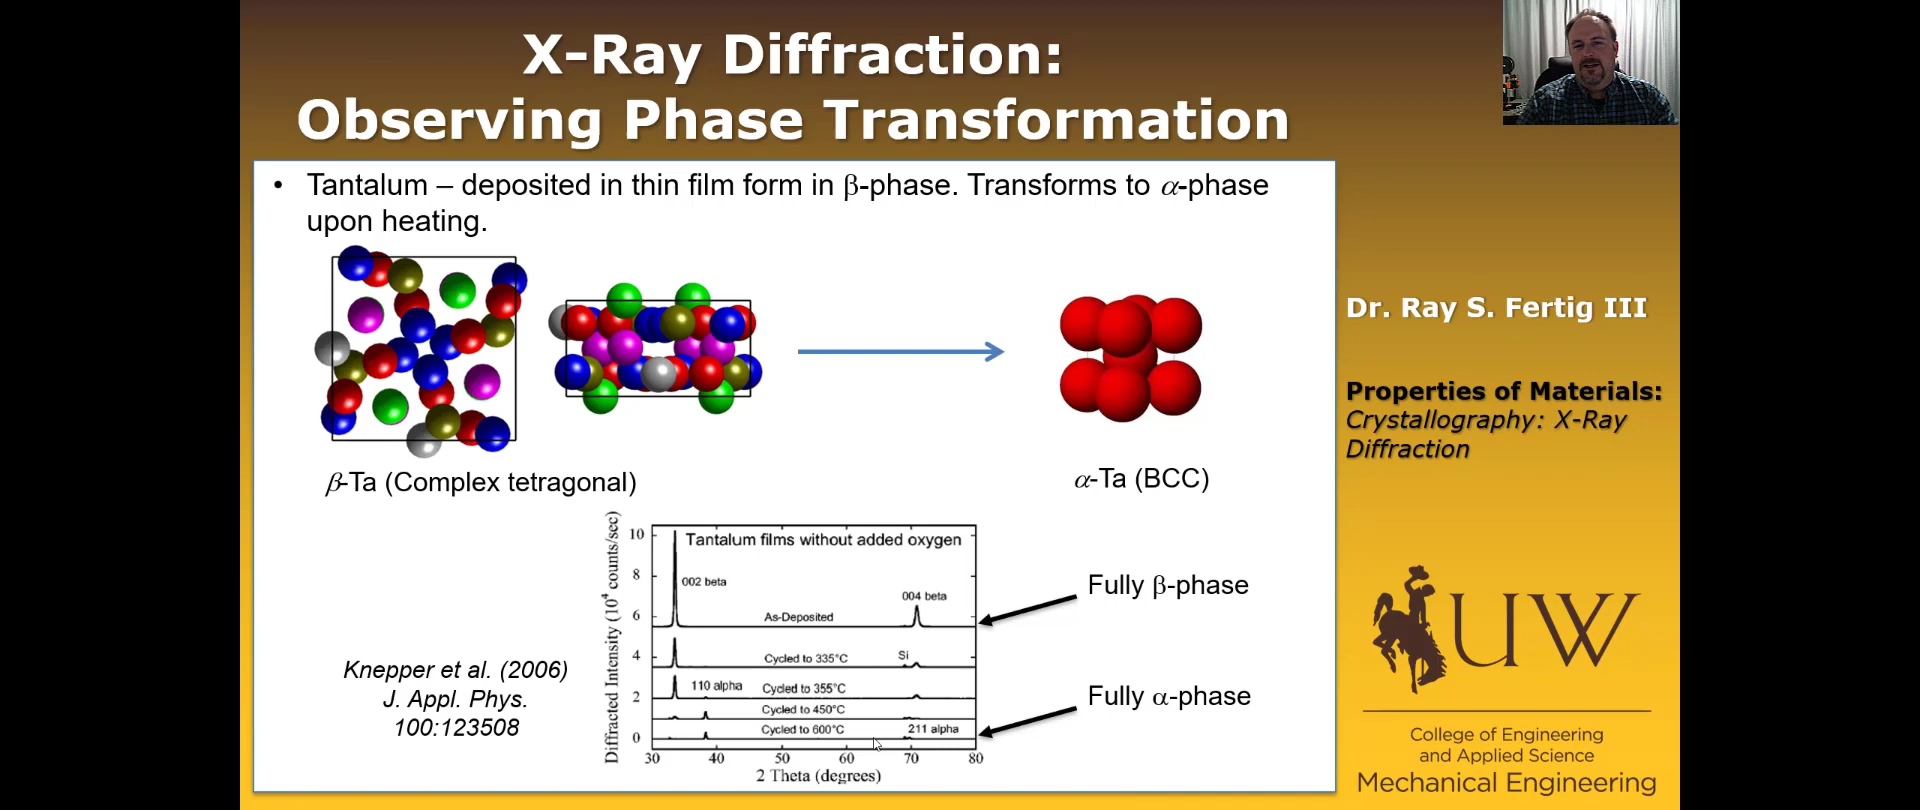 X-Ray Diffraction:
Observing Phase Transformation
• Tantalum – deposited in thin film form in β-phase. Transforms to α-phase
upon heating.
β-Ta (Complex tetragonal)
α-Ta (BCC)
Knepper et al. (2006)
J. Appl. Phys.
100:123508
Diffracted Intensity (10⁴ counts/sec)
10
8
6
4
2
0
Tantalum films without added oxygen
002 beta
004 beta
As-Deposited
Si
Cycled to 335°C
110 alpha
Cycled to 355°C
Cycled to 450°C
Cycled to 600°C
211 alpha
30 40 50 60 70 80
2 Theta (degrees)
Fully β-phase
Fully α-phase
Dr. Ray S. Fertig III
Properties of Materials:
Crystallography: X-Ray
Diffraction
UW
College of Engineering
and Applied Science
Mechanical Engineering